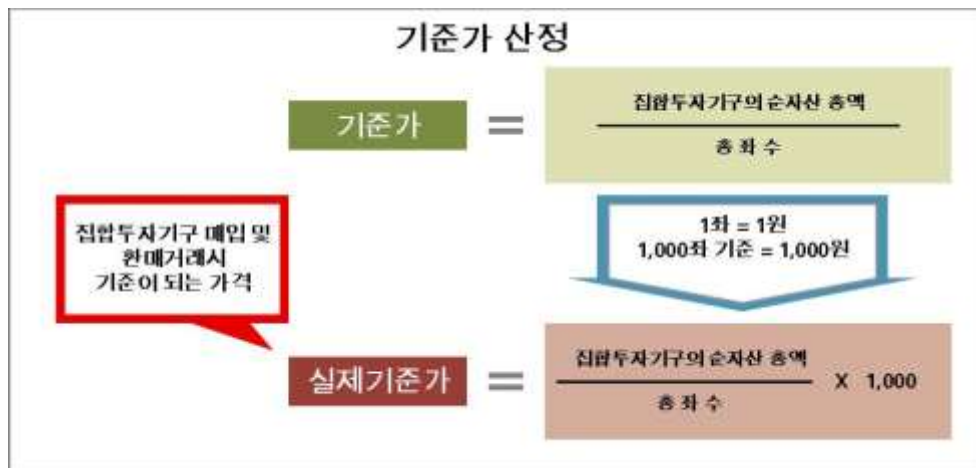 기준가 산정
기준가
=
집합투자기구의 순자산 총액
총 좌 수
집합투자기구 매입 및
환매거래시
기준이 되는 가격
1좌 = 1원
1,000좌 기준 = 1,000원
실제기준가
=
집합투자기구의 순자산 총액
총 좌 수
X 1,000